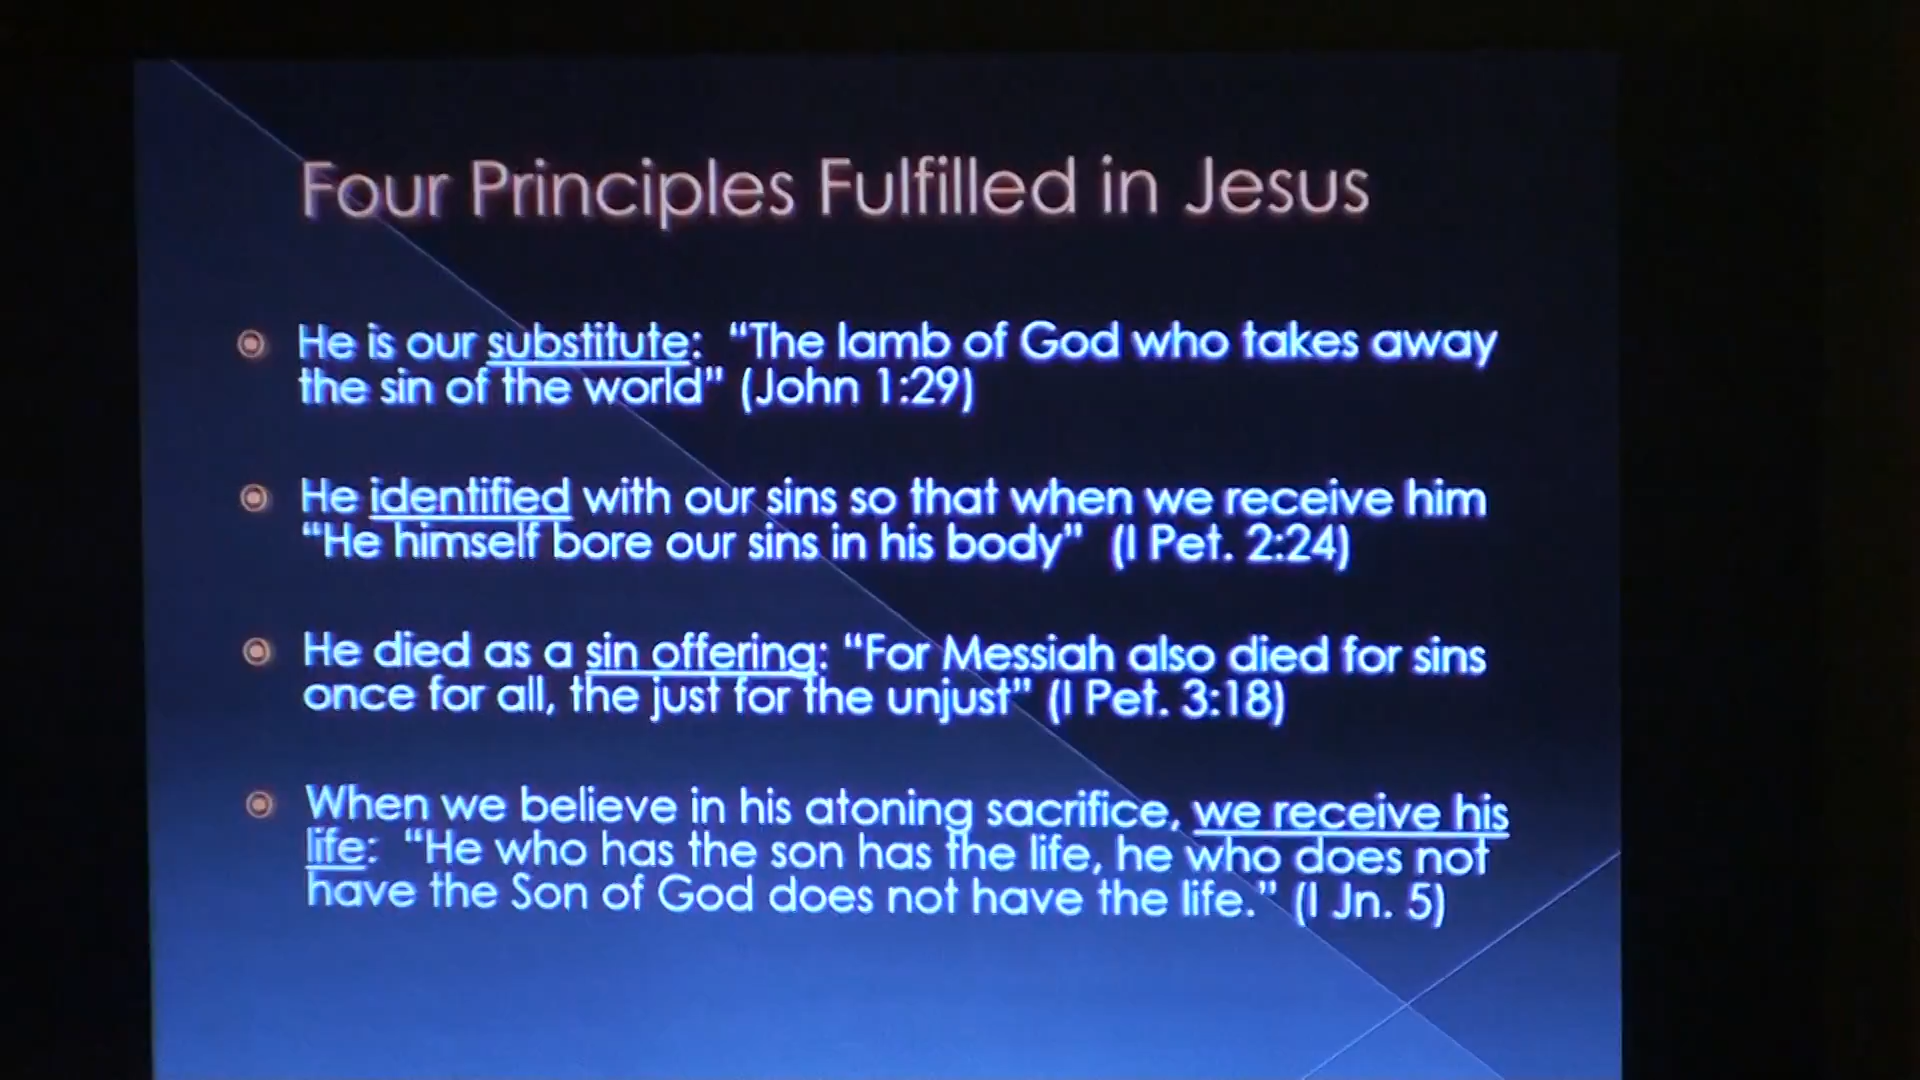 Four Principles Fulfilled in Jesus
He is our substitute: “The lamb of God who takes away
the sin of the world” (John 1:29)
He identified with our sins so that when we receive him
“He himself bore our sins in his body” (I Pet. 2:24)
He died as a sin offering: “For Messiah also died for sins
once for all, the just for the unjust” (I Pet. 3:18)
When we believe in his atoning sacrifice, we receive his
life: “He who has the son has the life, he who does not
have the Son of God does not have the life.” (I Jn. 5)